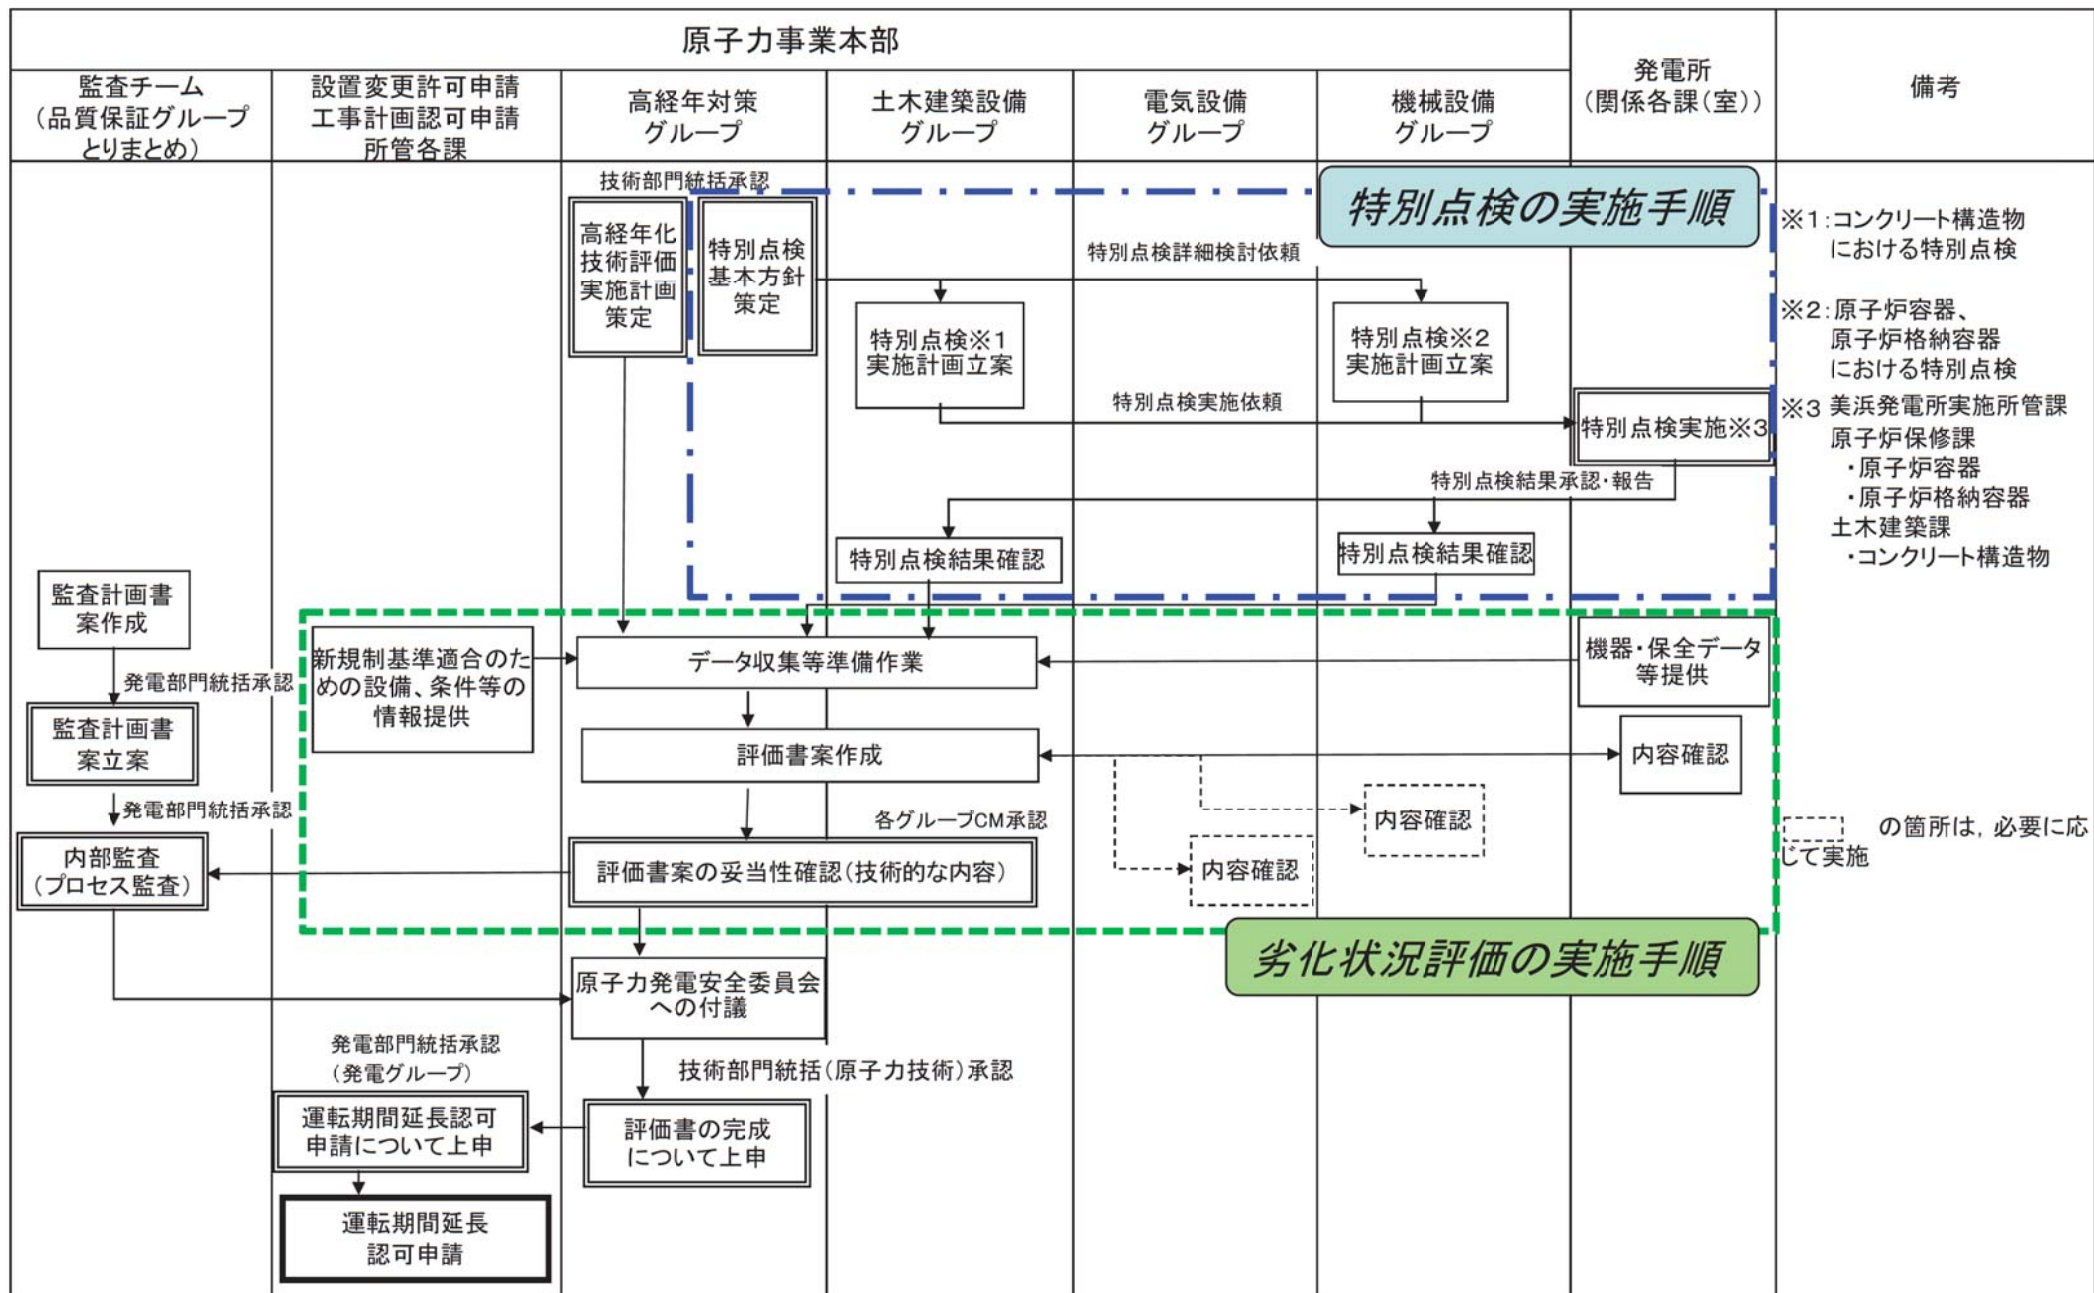 原子力事業本部
監査チーム
(品質保証グループ
とりまとめ)
設置変更許可申請
工事計画認可申請
所管各課
高経年対策
グループ
土木建築設備
グループ
電気設備
グループ
機械設備
グループ
発電所
(関係各課(室))
備考
技術部門統括承認
特別点検の実施手順
高経年化
技術評価
実施計画
策定
特別点検
基本方針
策定
特別点検詳細検討依頼
特別点検※1
実施計画立案
特別点検※2
実施計画立案
特別点検実施依頼
特別点検実施※3
特別点検結果承認・報告
特別点検結果確認
特別点検結果確認
※1:コンクリート構造物
における特別点検
※2:原子炉容器、
原子炉格納容器
における特別点検
※3 美浜発電所実施所管課
原子炉保修課
・原子炉容器
・原子炉格納容器
土木建築課
・コンクリート構造物
監査計画書
案作成
発電部門統括承認
監査計画書
案立案
発電部門統括承認
内部監査
(プロセス監査)
新規制基準適合のた
めの設備、条件等の
情報提供
データ収集等準備作業
機器・保全データ
等提供
評価書案作成
内容確認
内容確認
内容確認
各グループCM承認
評価書案の妥当性確認(技術的な内容)
の箇所は,必要に応
じて実施
劣化状況評価の実施手順
原子力発電安全委員会
への付議
発電部門統括承認
(発電グループ)
技術部門統括(原子力技術)承認
運転期間延長認可
申請について上申
評価書の完成
について上申
運転期間延長
認可申請